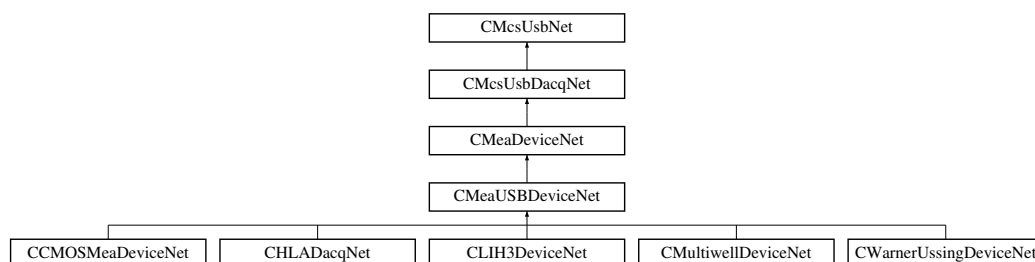 CMcsUsbNet
CMcsUsbDacqNet
CMeaDeviceNet
CMeaUSBDeviceNet
CCMOSMeaDeviceNet CHLADacqNet CLIH3DeviceNet CMultiwellDeviceNet CWarnerUssingDeviceNet